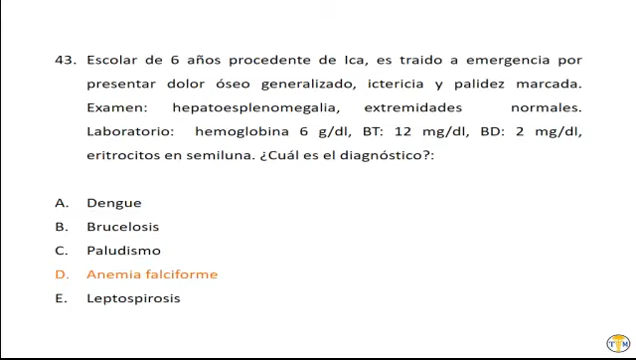 43. Escolar de 6 años procedente de Ica, es traido a emergencia por
presentar dolor óseo generalizado, ictericia y palidez marcada.
Examen: hepatoesplenomegalia, extremidades normales.
Laboratorio: hemoglobina 6 g/dl, BT: 12 mg/dl, BD: 2 mg/dl,
eritrocitos en semiluna. ¿Cuál es el diagnóstico?:
A. Dengue
B. Brucelosis
C. Paludismo
D. Anemia falciforme
E. Leptospirosis
T M